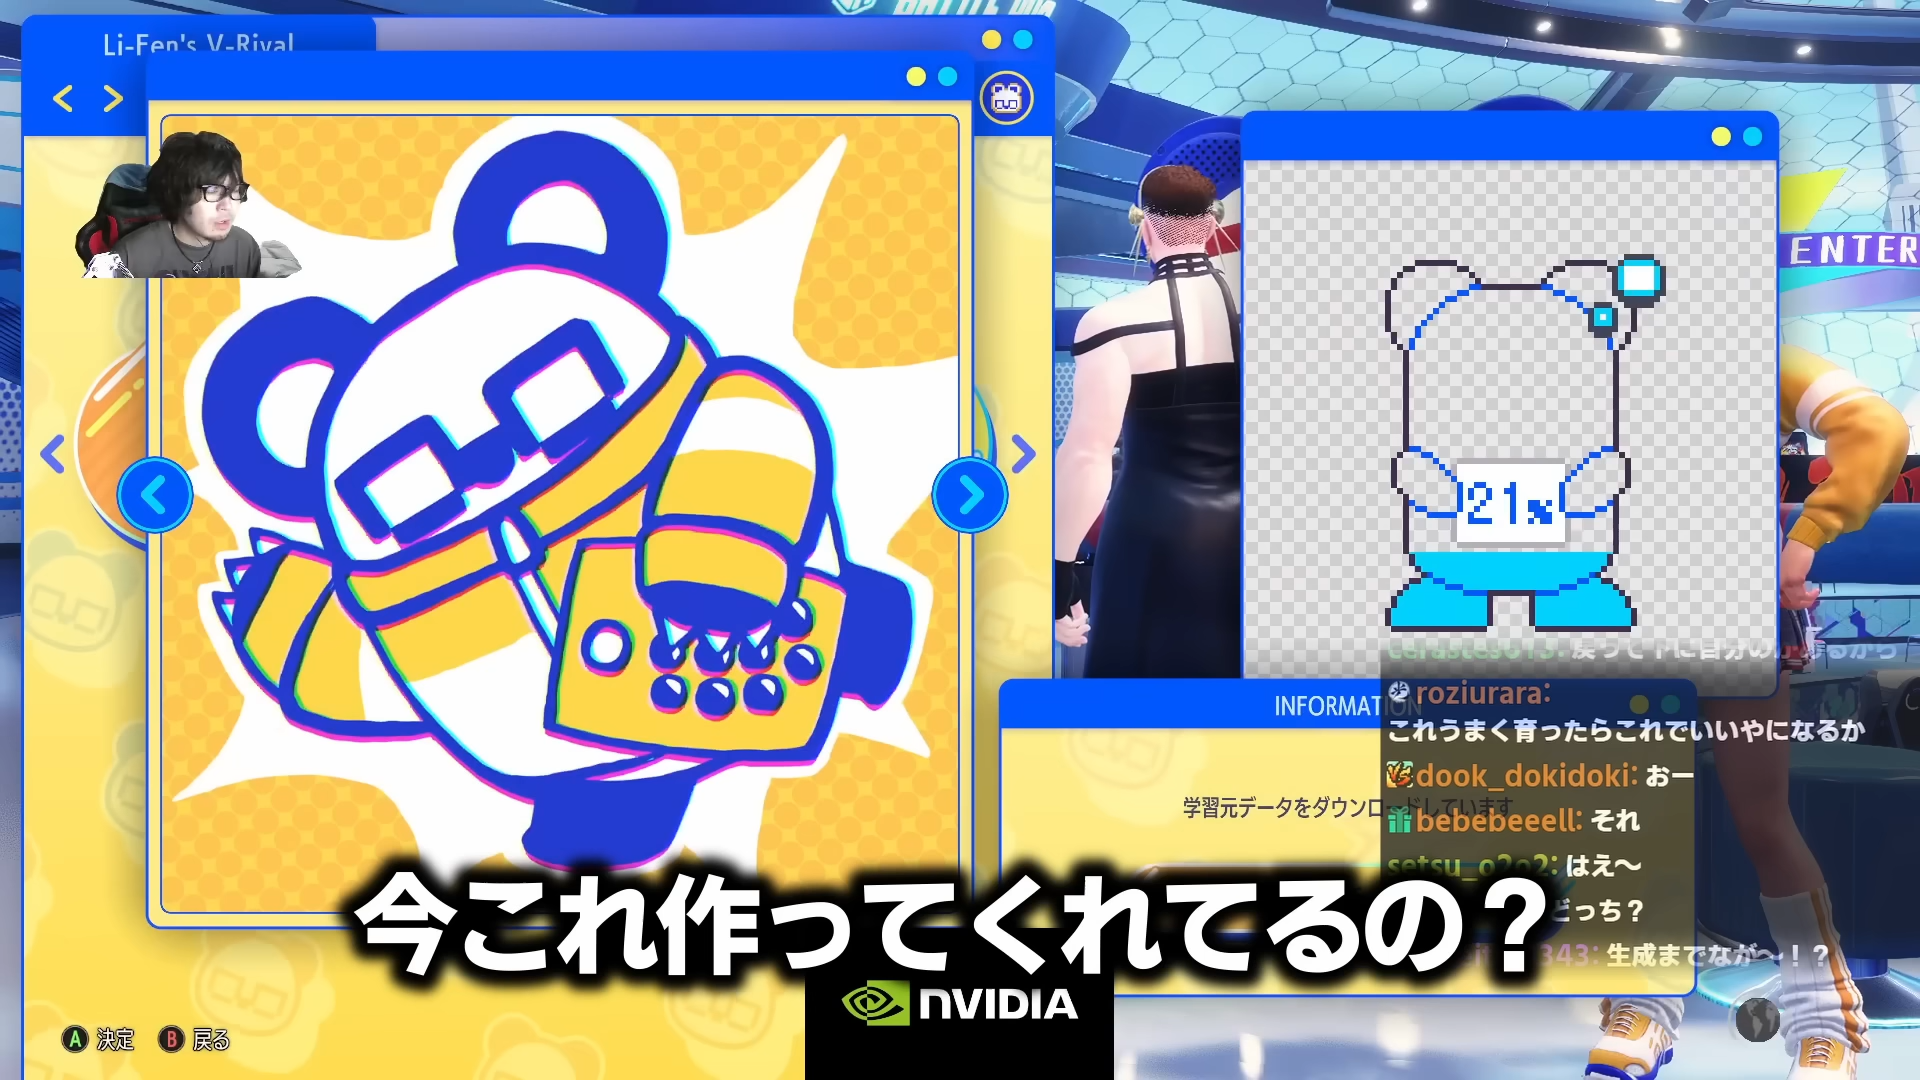 Li-Fen's V-Rival
ENTER
21%
INFORMATION
roziurara:
これうまく育ったらこれでいいやになるか
dook_dokidoki: おー
学習元データをダウンロードしています
bebebeeell: それ
setsu_o2o2: はえ〜
どっち？
343: 生成までなが〜！？
今これ作ってくれてるの？
NVIDIA
A 決定 B 戻る